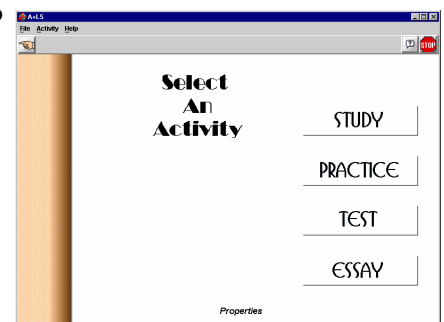 A+LS
File Activity Help
? STOP
Select
An
Activity
STUDY
PRACTICE
TEST
ESSAY
Properties